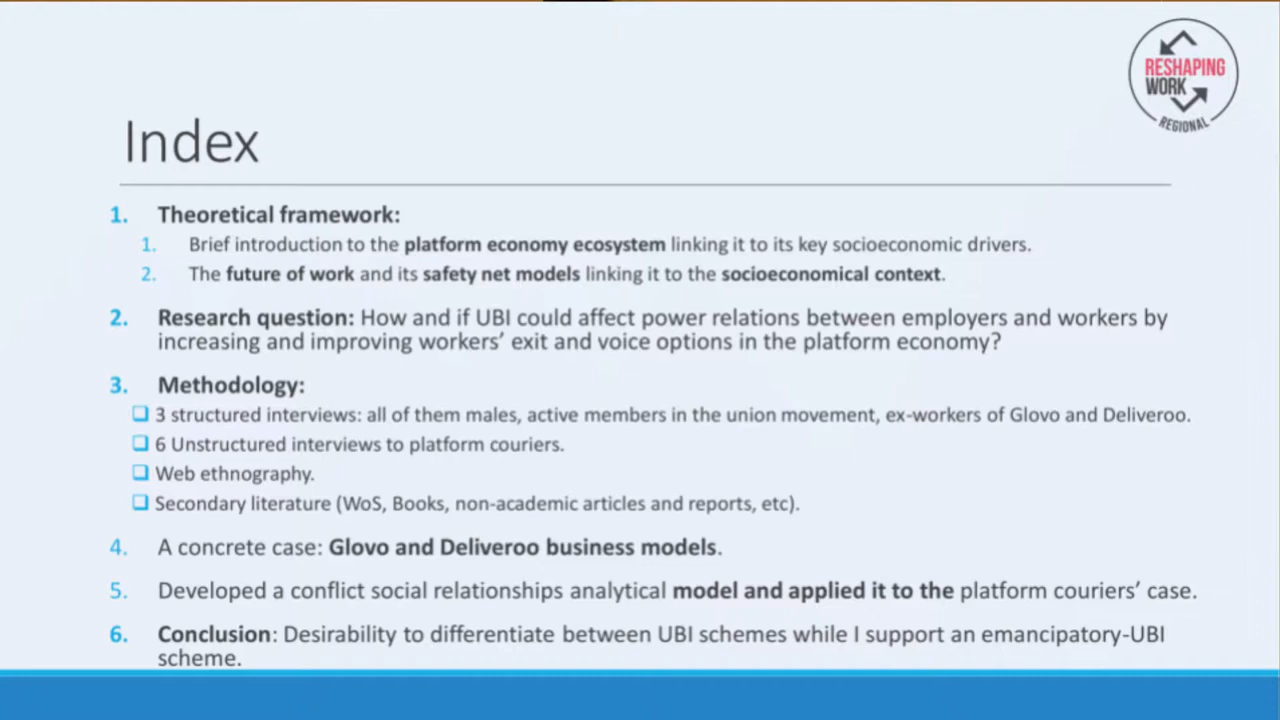 RESHAPING
WORK
REGIONAL
Index
1. Theoretical framework:
1. Brief introduction to the platform economy ecosystem linking it to its key socioeconomic drivers.
2. The future of work and its safety net models linking it to the socioeconomical context.
2. Research question: How and if UBI could affect power relations between employers and workers by
increasing and improving workers’ exit and voice options in the platform economy?
3. Methodology:
❑ 3 structured interviews: all of them males, active members in the union movement, ex-workers of Glovo and Deliveroo.
❑ 6 Unstructured interviews to platform couriers.
❑ Web ethnography.
❑ Secondary literature (WoS, Books, non-academic articles and reports, etc).
4. A concrete case: Glovo and Deliveroo business models.
5. Developed a conflict social relationships analytical model and applied it to the platform couriers’ case.
6. Conclusion: Desirability to differentiate between UBI schemes while I support an emancipatory-UBI
scheme.